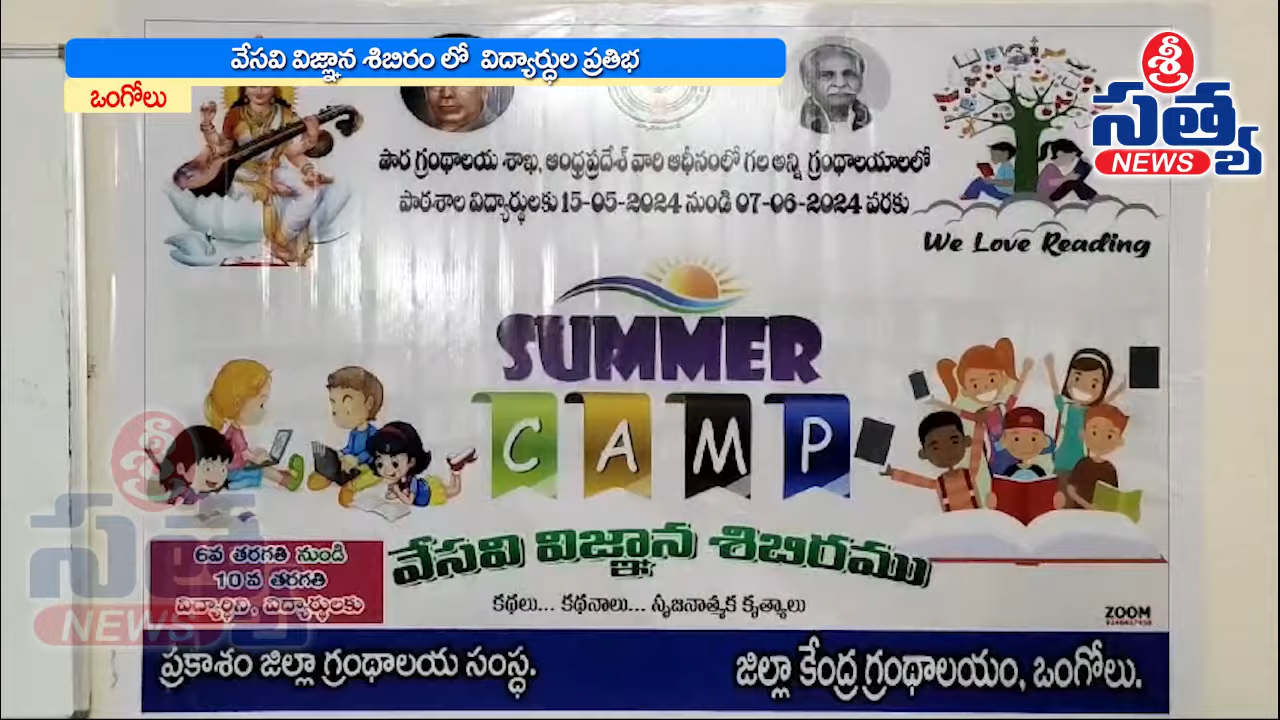 వేసవి విజ్ఞాన శిబిరం లో విద్యార్ధుల ప్రతిభ
ఒంగోలు
శ్రీ
సత్య
NEWS
పౌర గ్రంథాలయ శాఖ, ఆంధ్రప్రదేశ్ వారి ఆధీనంలో గల అన్ని గ్రంథాలయాలలో
పాఠశాల విద్యార్థులకు 15-05-2024 నుండి 07-06-2024 వరకు
We Love Reading
SUMMER
CAMP
వేసవి విజ్ఞాన శిబిరము
కథలు... కథనాలు... సృజనాత్మక కృత్యాలు
6వ తరగతి నుండి
10వ తరగతి
విద్యార్థిని, విద్యార్థులకు
శ్రీ
సత్య
NEWS
ZOOM
ప్రకాశం జిల్లా గ్రంథాలయ సంస్థ.
జిల్లా కేంద్ర గ్రంథాలయం, ఒంగోలు.